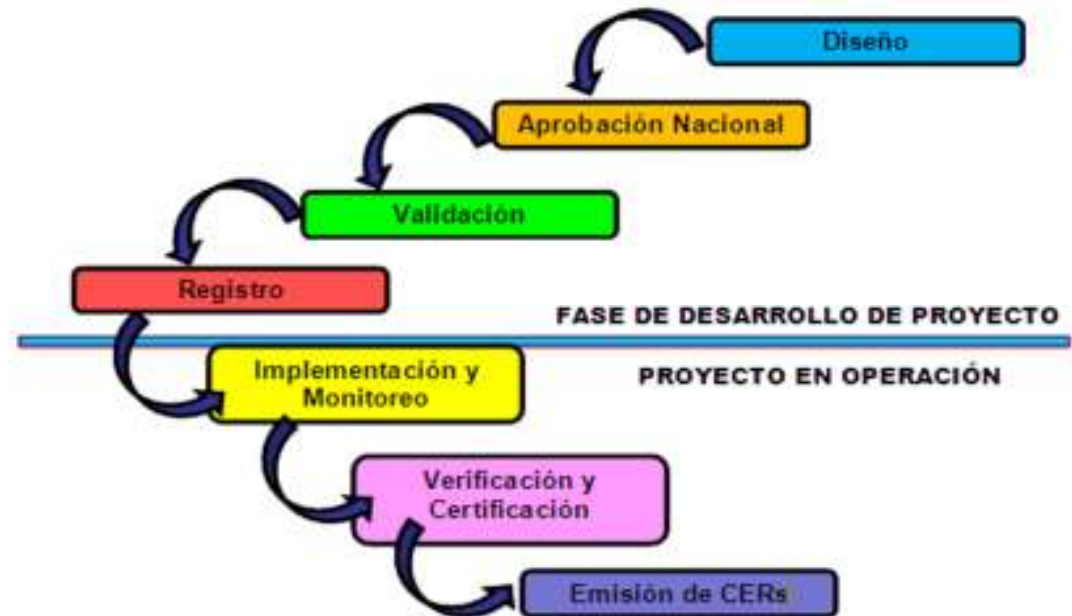 Diseño
Aprobación Nacional
Validación
Registro
FASE DE DESARROLLO DE PROYECTO
Implementación y
Monitoreo
PROYECTO EN OPERACIÓN
Verificación y
Certificación
Emisión de CERs